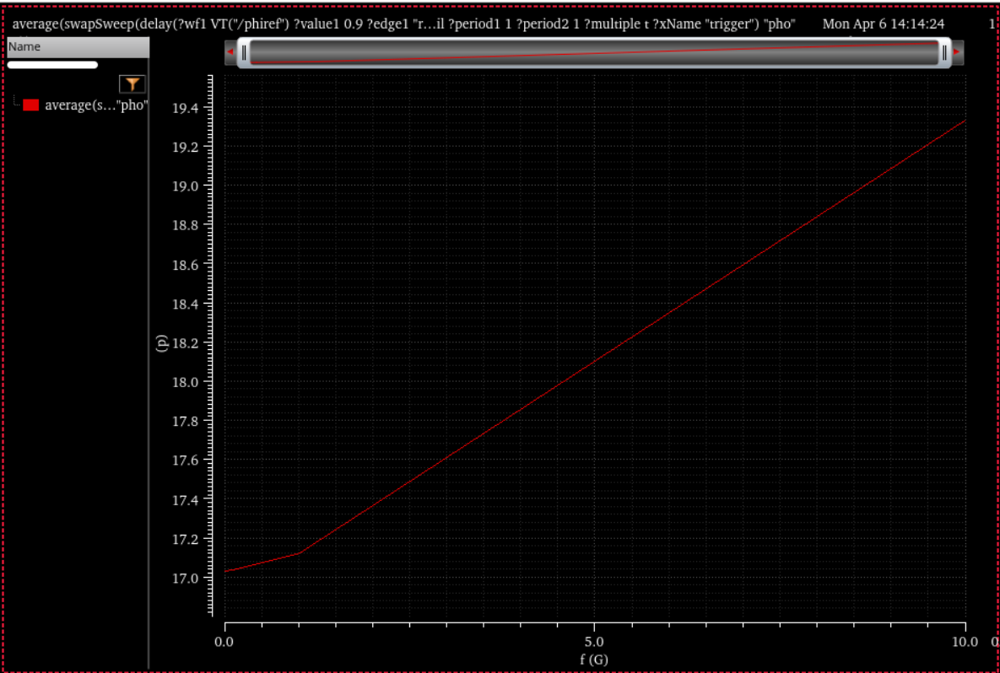 average(swapSweep(delay(?wf1 VT("/phiref") ?value1 0.9 ?edge1 "r...il ?period1 1 ?period2 1 ?multiple t ?xName "trigger") "pho" Mon Apr 6 14:14:24 1
Name
average(s..."pho"
19.4
19.2
19.0
18.8
18.6
18.4
(p)
18.2
18.0
17.8
17.6
17.4
17.2
17.0
0.0 5.0 10.0 0
f (G)